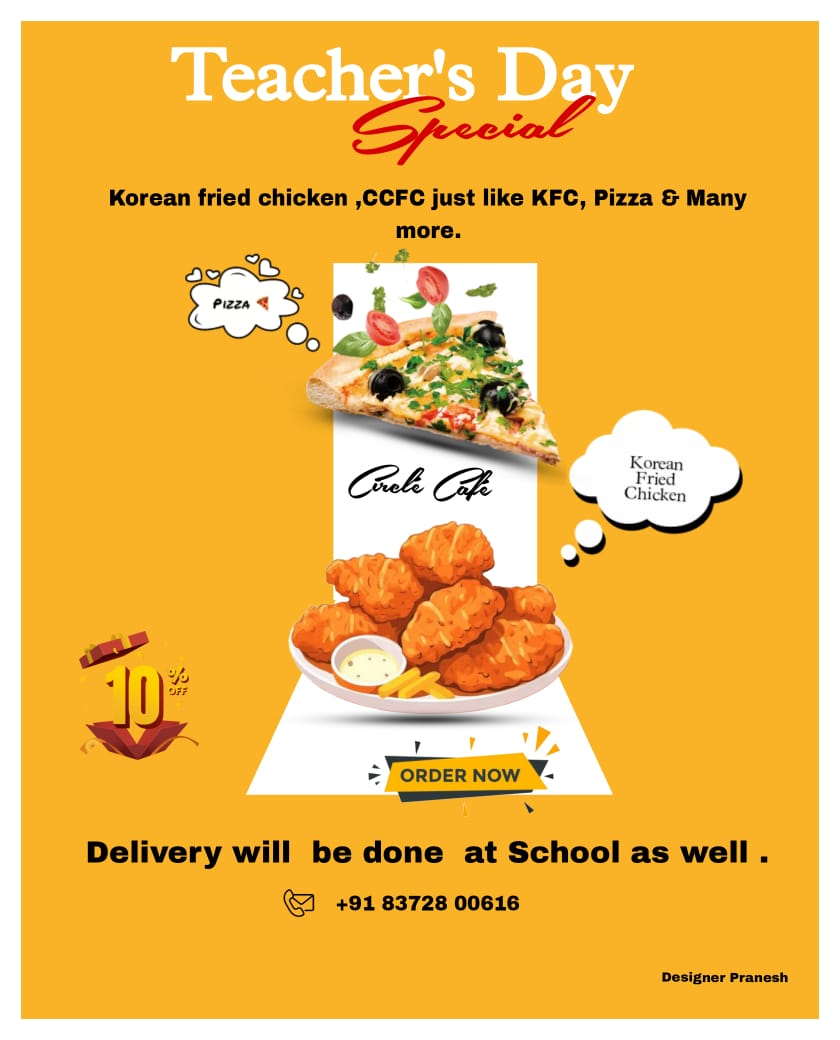 Teacher's Day
Special
Korean fried chicken ,CCFC just like KFC, Pizza & Many
more.
PIZZA
Korean
Fried
Chicken
Circle Cafe
10% OFF
ORDER NOW
Delivery will be done at School as well .
+91 83728 00616
Designer Pranesh